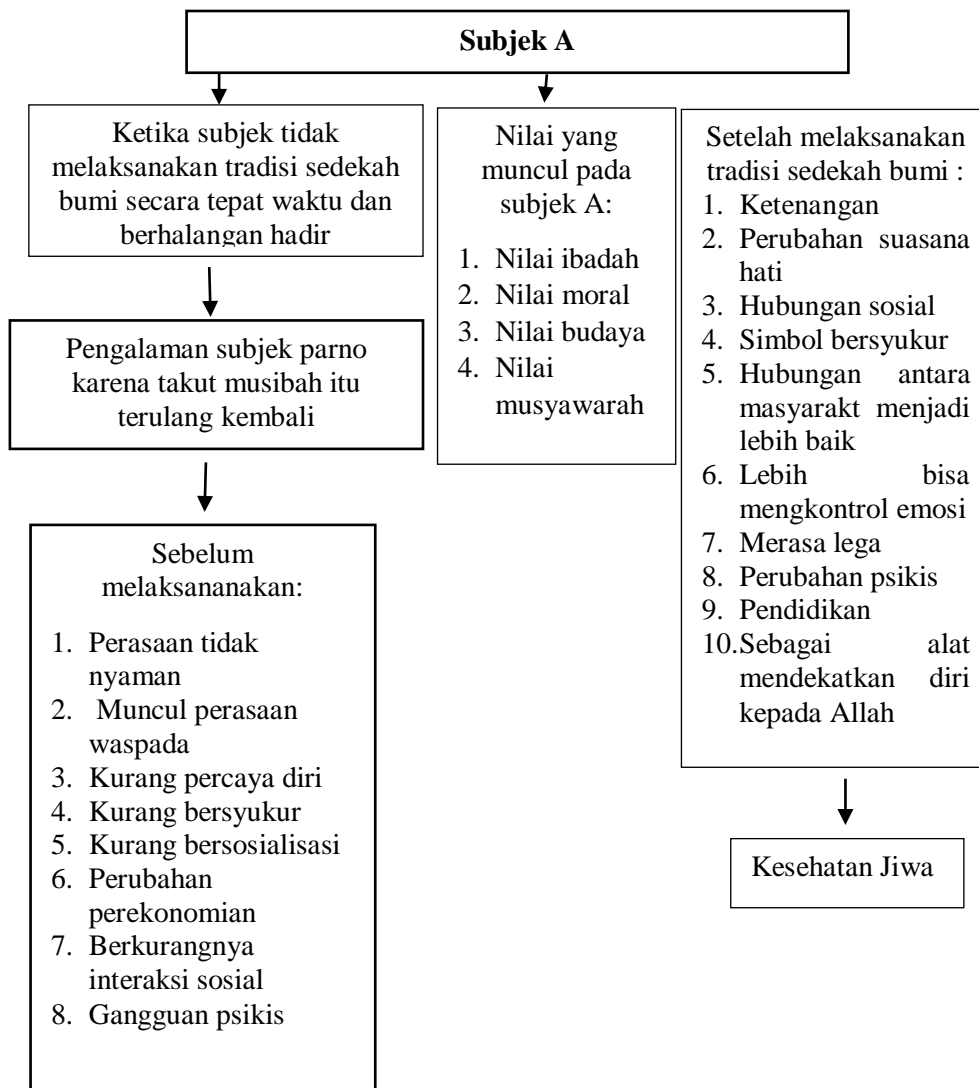 Subjek A
Ketika subjek tidak
melaksanakan tradisi sedekah
bumi secara tepat waktu dan
berhalangan hadir
Pengalaman subjek parno
karena takut musibah itu
terulang kembali
Sebelum
melaksananakan:
1. Perasaan tidak
nyaman
2. Muncul perasaan
waspada
3. Kurang percaya diri
4. Kurang bersyukur
5. Kurang bersosialisasi
6. Perubahan
perekonomian
7. Berkurangnya
interaksi sosial
8. Gangguan psikis
Nilai yang
muncul pada
subjek A:
1. Nilai ibadah
2. Nilai moral
3. Nilai budaya
4. Nilai
musyawarah
Setelah melaksanakan
tradisi sedekah bumi :
1. Ketenangan
2. Perubahan suasana
hati
3. Hubungan sosial
4. Simbol bersyukur
5. Hubungan antara
masyarakt menjadi
lebih baik
6. Lebih bisa
mengkontrol emosi
7. Merasa lega
8. Perubahan psikis
9. Pendidikan
10.Sebagai alat
mendekatkan diri
kepada Allah
Kesehatan Jiwa